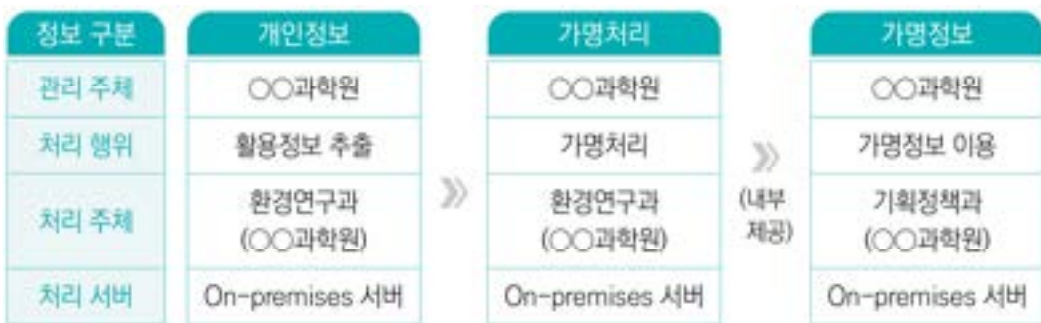 정보 구분 개인정보 가명처리 가명정보
관리 주체 ○○과학원 ○○과학원 ○○과학원
처리 행위 활용정보 추출 가명처리 가명정보 이용
처리 주체 환경연구과 (○○과학원) 환경연구과 (○○과학원) (내부 제공) 기획정책과 (○○과학원)
처리 서버 On-premises 서버 On-premises 서버 On-premises 서버